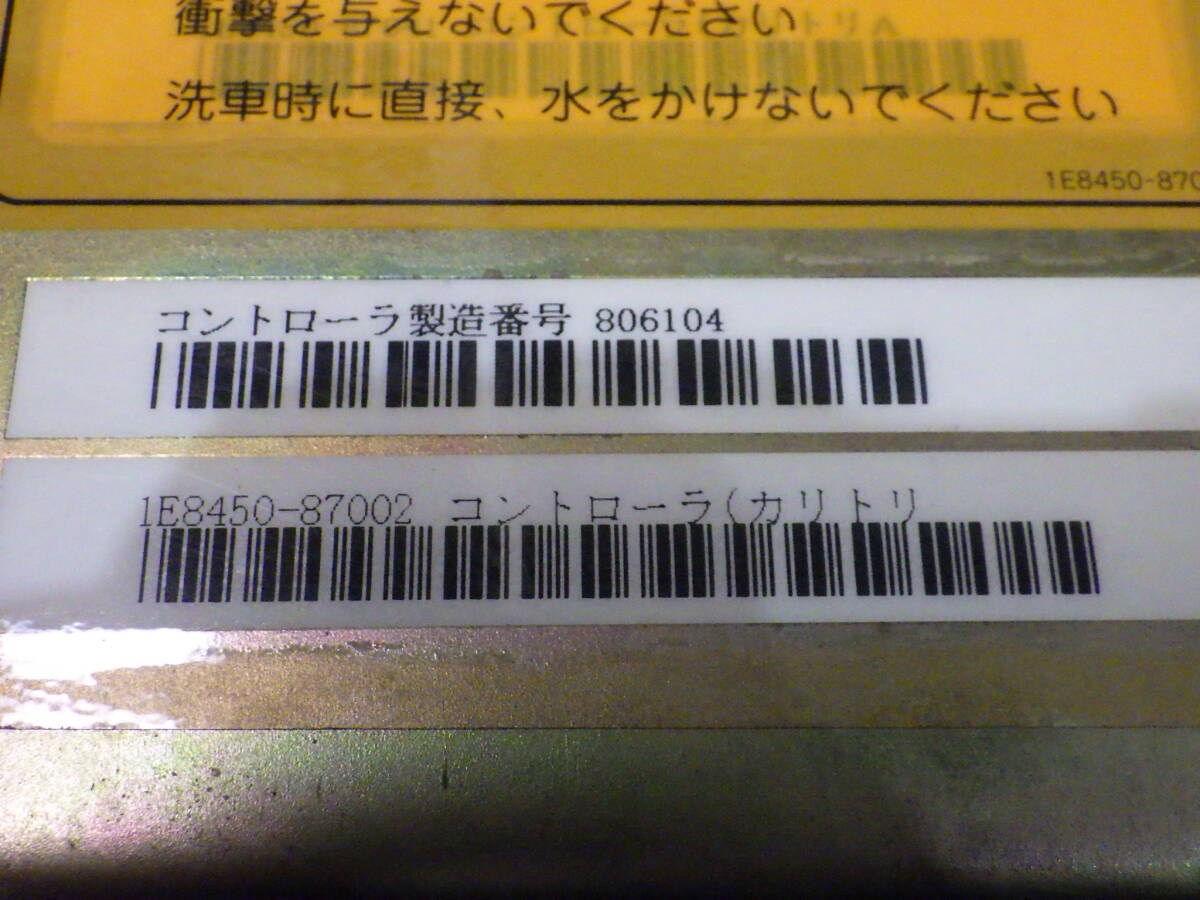 衝撃を与えないでください
洗車時に直接、水をかけないでください
1E8450-870
コントローラ製造番号 806104
1E8450-87002 コントローラ(カリトリ